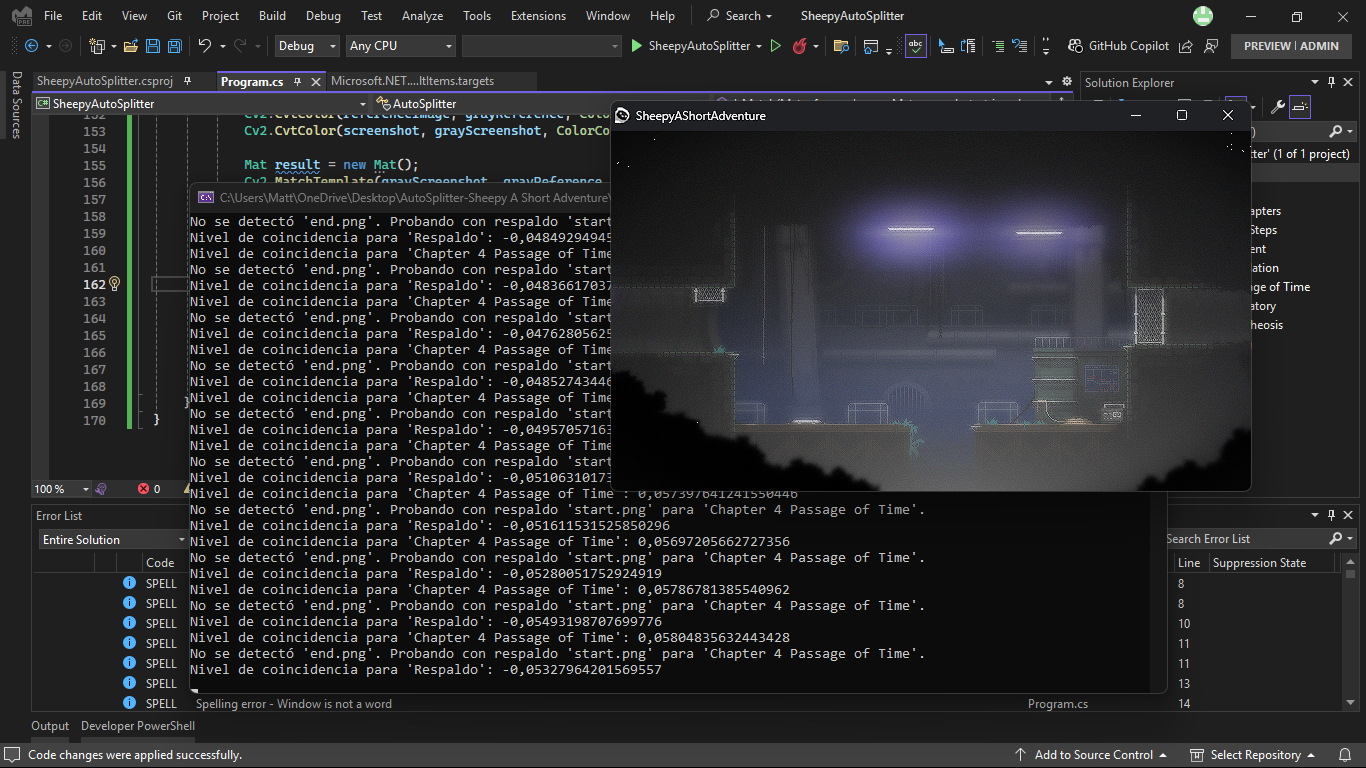 File Edit View Git Project Build Debug Test Analyze Tools Extensions Window Help Search SheepyAutoSplitter
Debug Any CPU SheepyAutoSplitter GitHub Copilot PREVIEW | ADMIN
Data Sources
SheepyAutoSplitter.csproj Program.cs Microsoft.NET....ltItems.targets
SheepyAutoSplitter AutoSplitter
Solution Explorer
153 Cv2.CvtColor(screenshot, grayScreenshot, ColorCo
154
155 Mat result = new Mat();
156 Cv2.MatchTemplate(grayScreenshot, grayReference,
157
158
159
160
161
162
163
164
165
166
167
168
169 }
170 }
100 % 0
SheepyAShortAdventure
tter' (1 of 1 project)
apters
Steps
ent
lation
ge of Time
atory
heosis
C:\Users\Matt\OneDrive\Desktop\AutoSplitter-Sheepy A Short Adventure\
No se detectó 'end.png'. Probando con respaldo 'start
Nivel de coincidencia para 'Respaldo': -0,04849294945
Nivel de coincidencia para 'Chapter 4 Passage of Time
No se detectó 'end.png'. Probando con respaldo 'start
Nivel de coincidencia para 'Respaldo': -0,04836617037
Nivel de coincidencia para 'Chapter 4 Passage of Time
No se detectó 'end.png'. Probando con respaldo 'start
Nivel de coincidencia para 'Respaldo': -0,04762805625
Nivel de coincidencia para 'Chapter 4 Passage of Time
No se detectó 'end.png'. Probando con respaldo 'start
Nivel de coincidencia para 'Respaldo': -0,04852743446
Nivel de coincidencia para 'Chapter 4 Passage of Time
No se detectó 'end.png'. Probando con respaldo 'start
Nivel de coincidencia para 'Respaldo': -0,04957057163
Nivel de coincidencia para 'Chapter 4 Passage of Time
No se detectó 'end.png'. Probando con respaldo 'start
Nivel de coincidencia para 'Respaldo': -0,05106310173
Nivel de coincidencia para 'Chapter 4 Passage of Time': 0,057397641241550446
No se detectó 'end.png'. Probando con respaldo 'start.png' para 'Chapter 4 Passage of Time'.
Nivel de coincidencia para 'Respaldo': -0,051611531525850296
Nivel de coincidencia para 'Chapter 4 Passage of Time': 0,05697205662727356
No se detectó 'end.png'. Probando con respaldo 'start.png' para 'Chapter 4 Passage of Time'.
Nivel de coincidencia para 'Respaldo': -0,05280051752924919
Nivel de coincidencia para 'Chapter 4 Passage of Time': 0,05786781385540962
No se detectó 'end.png'. Probando con respaldo 'start.png' para 'Chapter 4 Passage of Time'.
Nivel de coincidencia para 'Respaldo': -0,05493198707699776
Nivel de coincidencia para 'Chapter 4 Passage of Time': 0,05804835632443428
No se detectó 'end.png'. Probando con respaldo 'start.png' para 'Chapter 4 Passage of Time'.
Nivel de coincidencia para 'Respaldo': -0,05327964201569557
Error List
Entire Solution Search Error List
Code Line Suppression State
SPELL 8
SPELL 8
SPELL 10
SPELL 11
SPELL 11
SPELL 13
SPELL Spelling error - Window is not a word Program.cs 14
Output Developer PowerShell
Code changes were applied successfully. Add to Source Control Select Repository